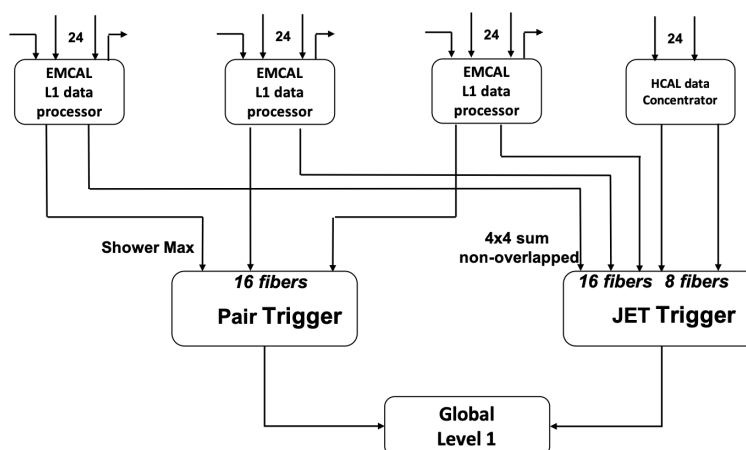 24
24
24
24
EMCAL
L1 data
processor
EMCAL
L1 data
processor
EMCAL
L1 data
processor
HCAL data
Concentrator
Shower Max
4x4 sum
non-overlapped
16 fibers
Pair Trigger
16 fibers 8 fibers
JET Trigger
Global
Level 1